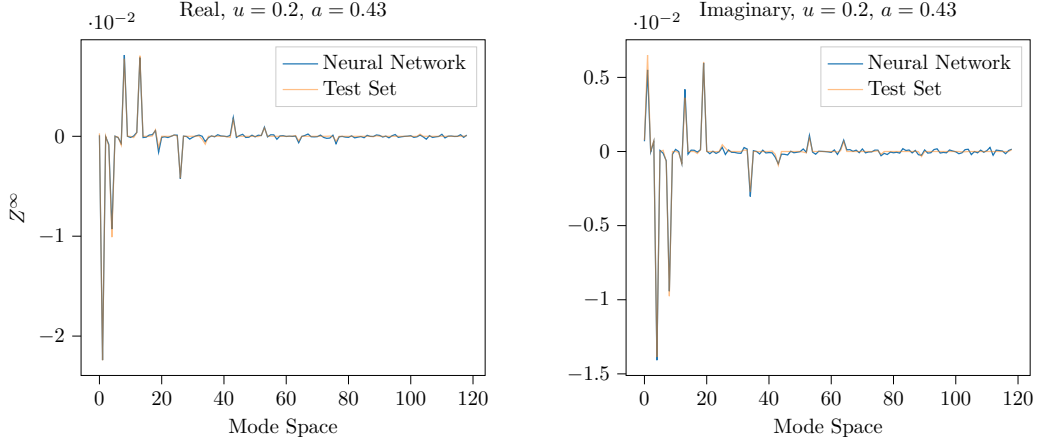 Real, u = 0.2, a = 0.43
·10⁻²
Neural Network
Test Set
0
−1
−2
Z∞
0
20
40
60
80
100
120
Mode Space
Imaginary, u = 0.2, a = 0.43
·10⁻²
Neural Network
Test Set
0.5
0
−0.5
−1
−1.5
0
20
40
60
80
100
120
Mode Space